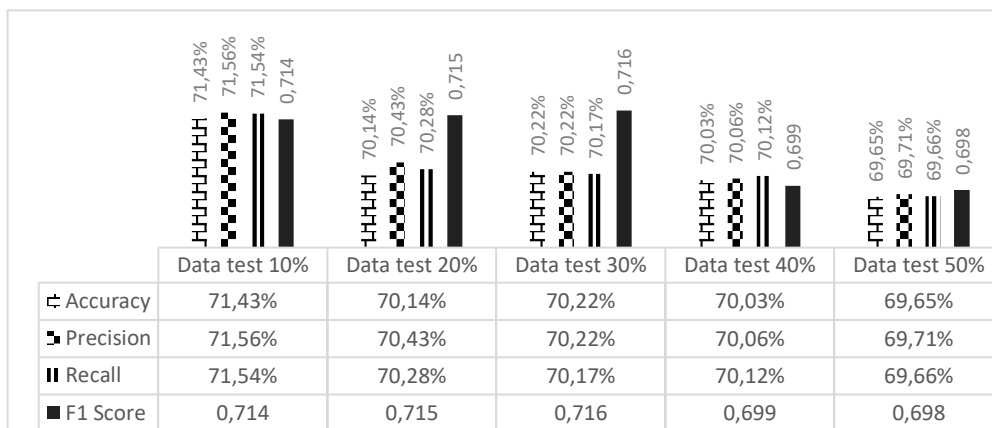 71,43% 71,56% 71,54% 0,714 70,14% 70,43% 70,28% 0,715 70,22% 70,22% 70,17% 0,716 70,03% 70,06% 70,12% 0,699 69,65% 69,71% 69,66% 0,698
Data test 10% Data test 20% Data test 30% Data test 40% Data test 50%
Accuracy 71,43% 70,14% 70,22% 70,03% 69,65%
Precision 71,56% 70,43% 70,22% 70,06% 69,71%
Recall 71,54% 70,28% 70,17% 70,12% 69,66%
F1 Score 0,714 0,715 0,716 0,699 0,698